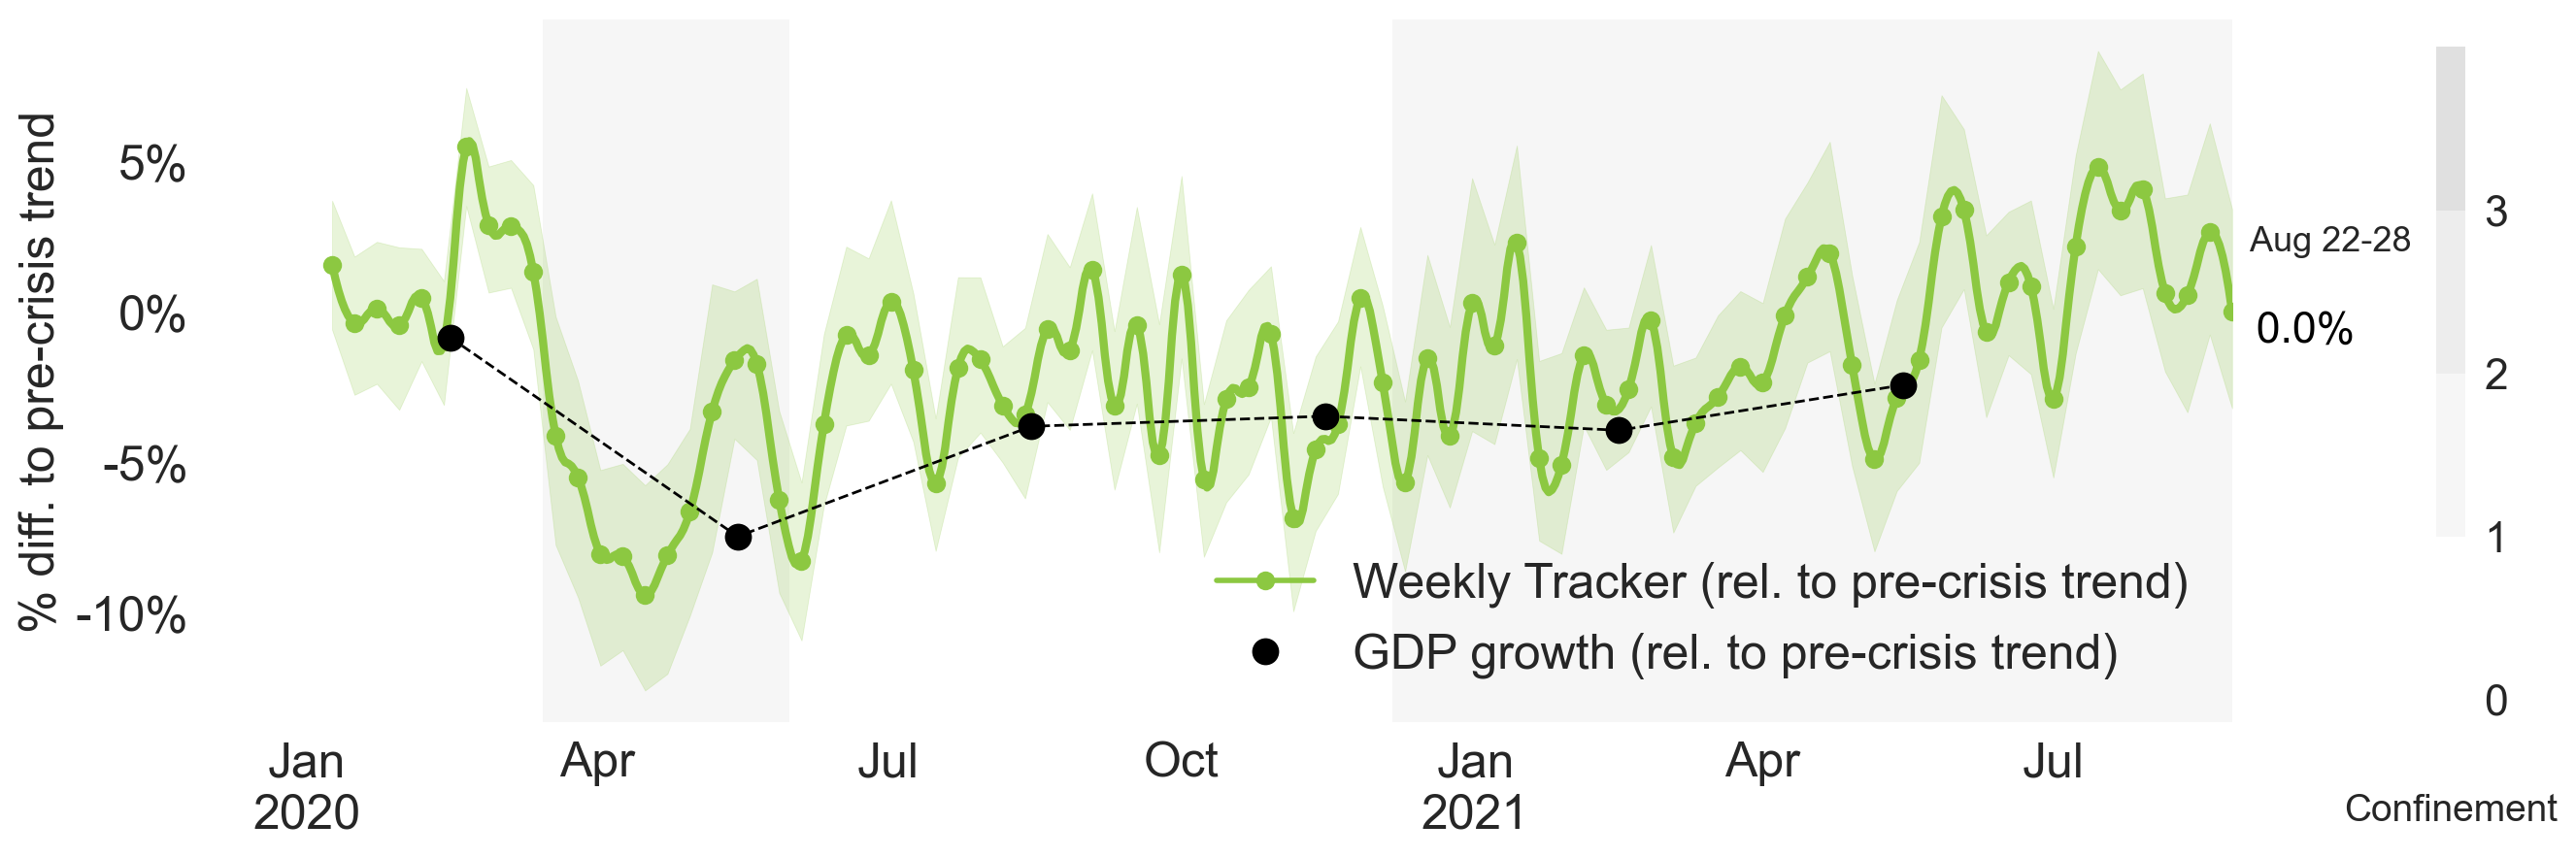 % diff. to pre-crisis trend
5%
0%
-5%
-10%
Jan
2020
Apr
Jul
Oct
Jan
2021
Apr
Jul
Weekly Tracker (rel. to pre-crisis trend)
GDP growth (rel. to pre-crisis trend)
Aug 22-28
0.0%
3
2
1
0
Confinement